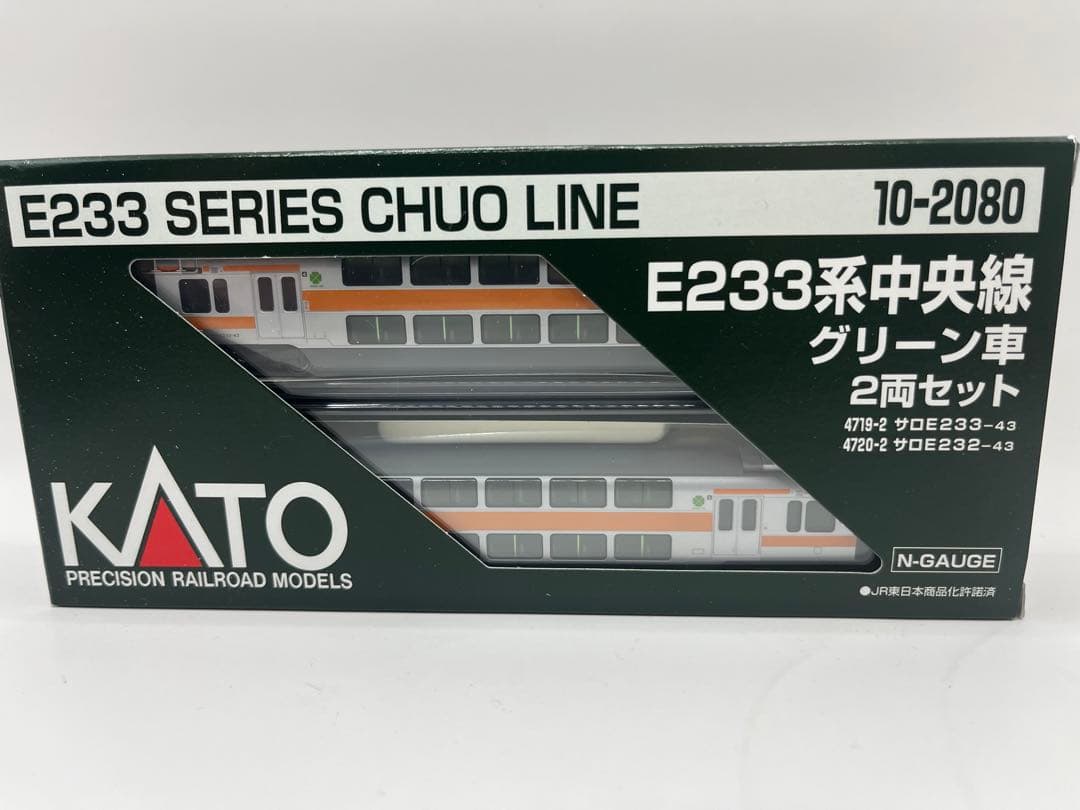 E233 SERIES CHUO LINE
10-2080
E233系中央線
グリーン車
2両セット
4719-2 サロE233-43
4720-2 サロE232-43
KATO
PRECISION RAILROAD MODELS
N-GAUGE
●JR東日本商品化許諾済